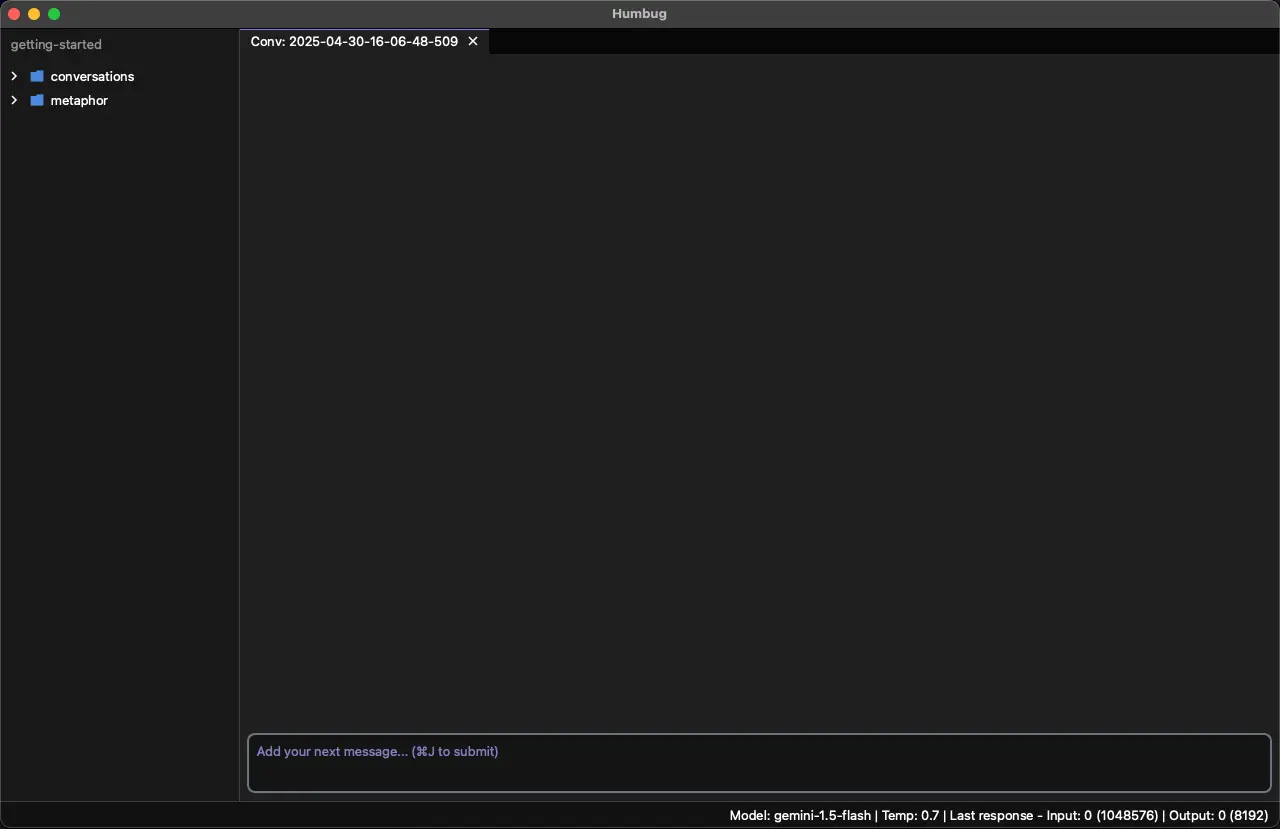 Humbug
getting-started
conversations
metaphor
Conv: 2025-04-30-16-06-48-509 ✕
Add your next message... (⌘J to submit)
Model: gemini-1.5-flash | Temp: 0.7 | Last response - Input: 0 (1048576) | Output: 0 (8192)